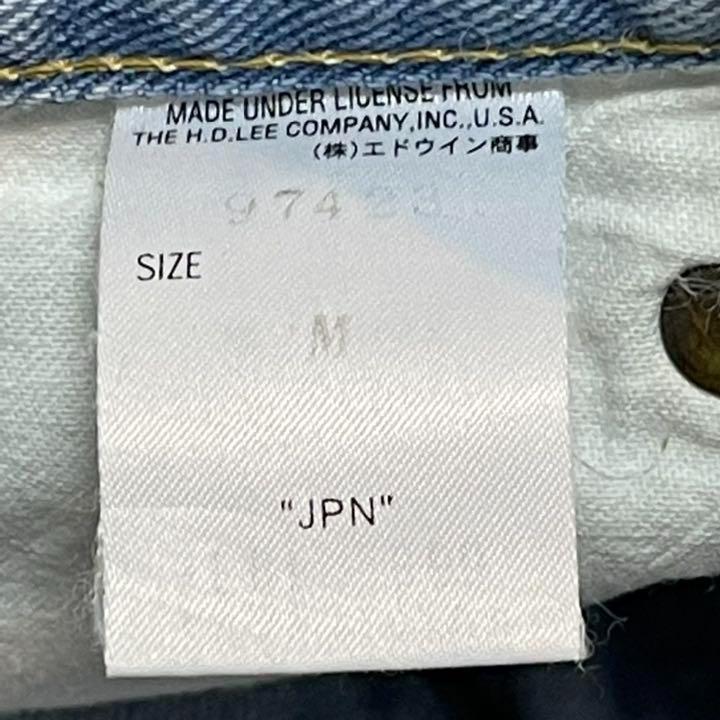 MADE UNDER LICENSE FROM
THE H.D.LEE COMPANY,INC.,U.S.A.
(株)エドウイン商事
SIZE
M
"JPN"